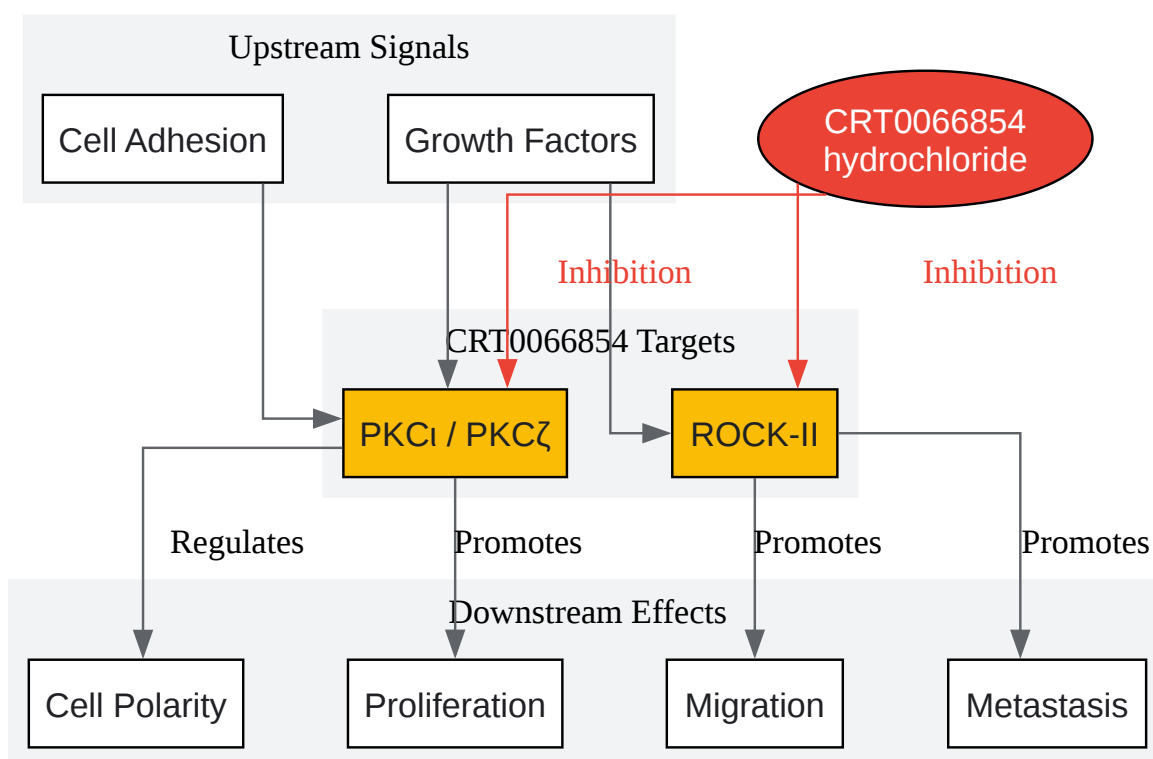 Upstream Signals
Cell Adhesion
Growth Factors
CRT0066854
hydrochloride
Inhibition
Inhibition
CRT0066854 Targets
PKCι / PKCζ
ROCK-II
Regulates
Promotes
Promotes
Promotes
Downstream Effects
Cell Polarity
Proliferation
Migration
Metastasis